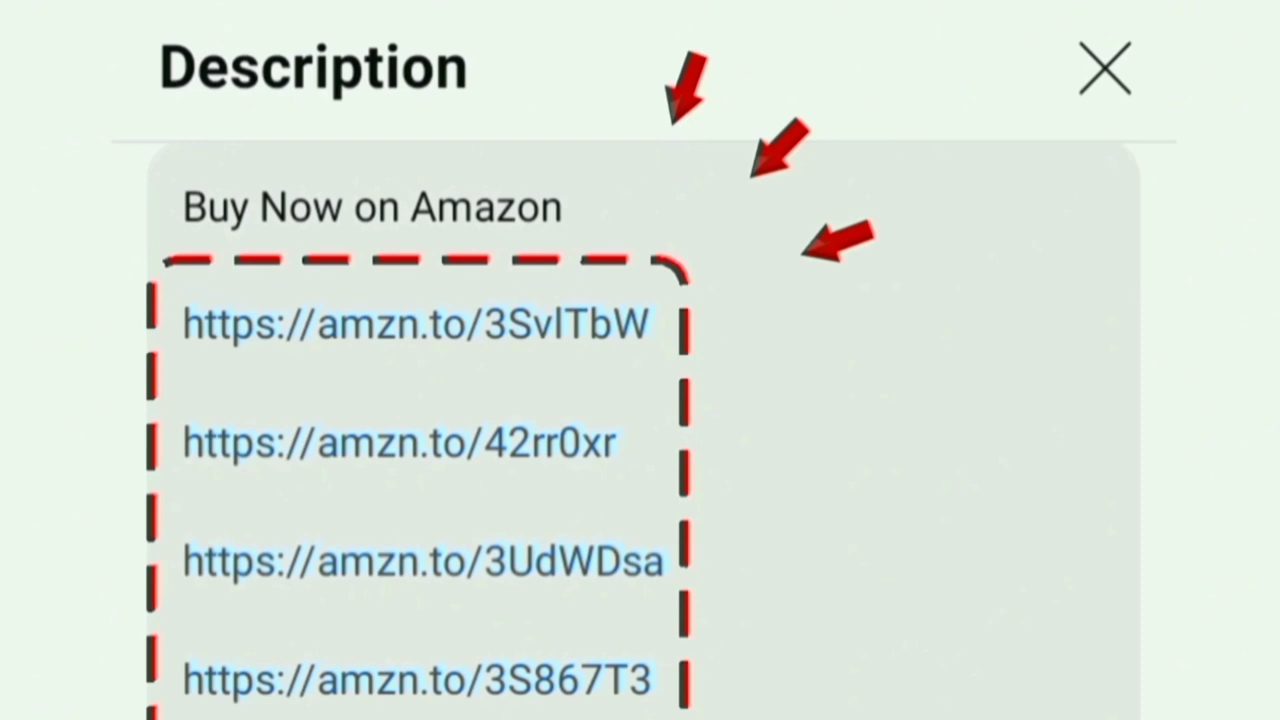 Description
Buy Now on Amazon
https://amzn.to/3SvlTbW
https://amzn.to/42rr0xr
https://amzn.to/3UdWDsa
https://amzn.to/3S867T3